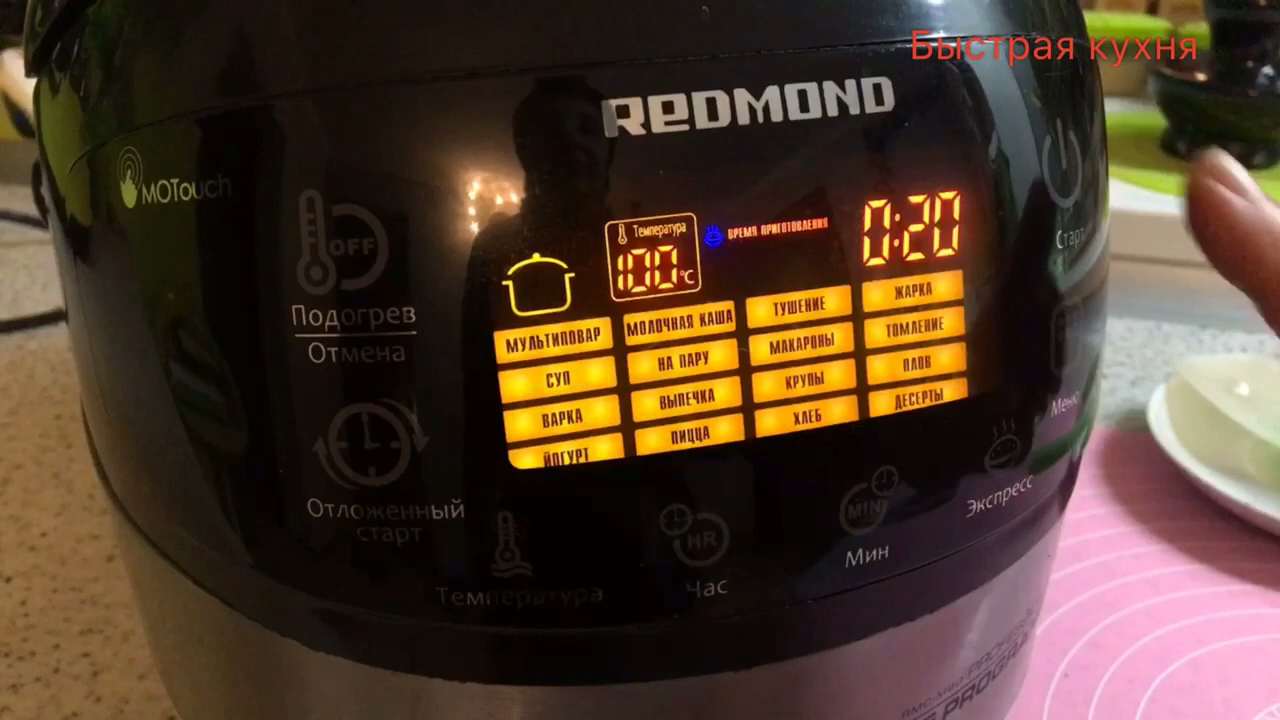 Быстрая кухня
REDMOND
MOTouch
OFF
Подогрев
Отмена
Температура
100°C
ВРЕМЯ ПРИГОТОВЛЕНИЯ
0:20
Старт
МУЛЬТИПОВАР
МОЛОЧНАЯ КАША
ТУШЕНИЕ
ЖАРКА
СУП
НА ПАРУ
МАКАРОНЫ
ТОМЛЕНИЕ
ВАРКА
ВЫПЕЧКА
КРУПЫ
ПЛОВ
ЙОГУРТ
ПИЦЦА
ХЛЕБ
ДЕСЕРТЫ
Меню
Отложенный
старт
Температура
HR
Час
MIN
Мин
Экспресс